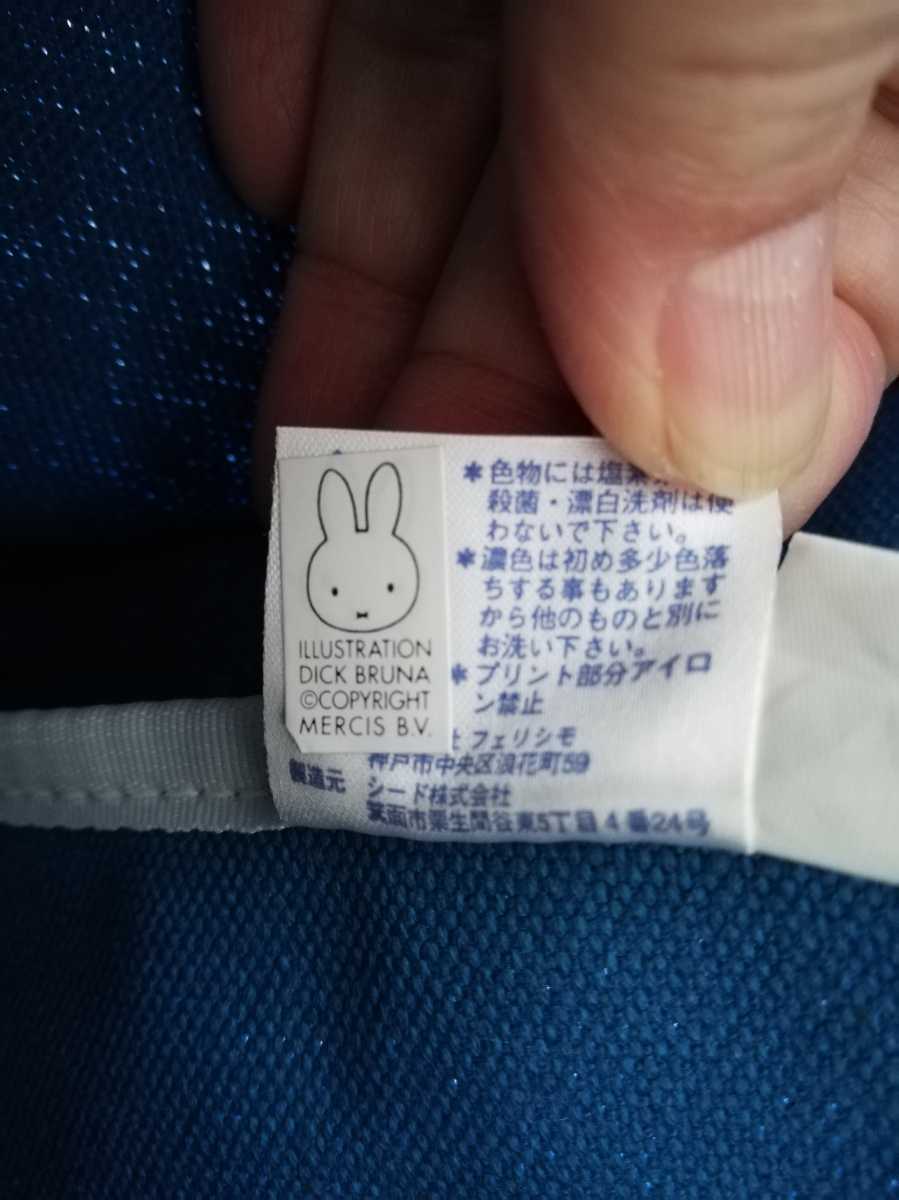 ILLUSTRATION
DICK BRUNA
©COPYRIGHT
MERCIS B.V.
*色物には塩素
殺菌・漂白洗剤は使
わないで下さい。
*濃色は初め多少色落
ちする事もあります
から他のものと別に
お洗い下さい。
*プリント部分アイロ
ン禁止
フェリシモ
神戸市中央区浪花町59
製造元 シード株式会社
箕面市粟生間谷東5丁目4番24号